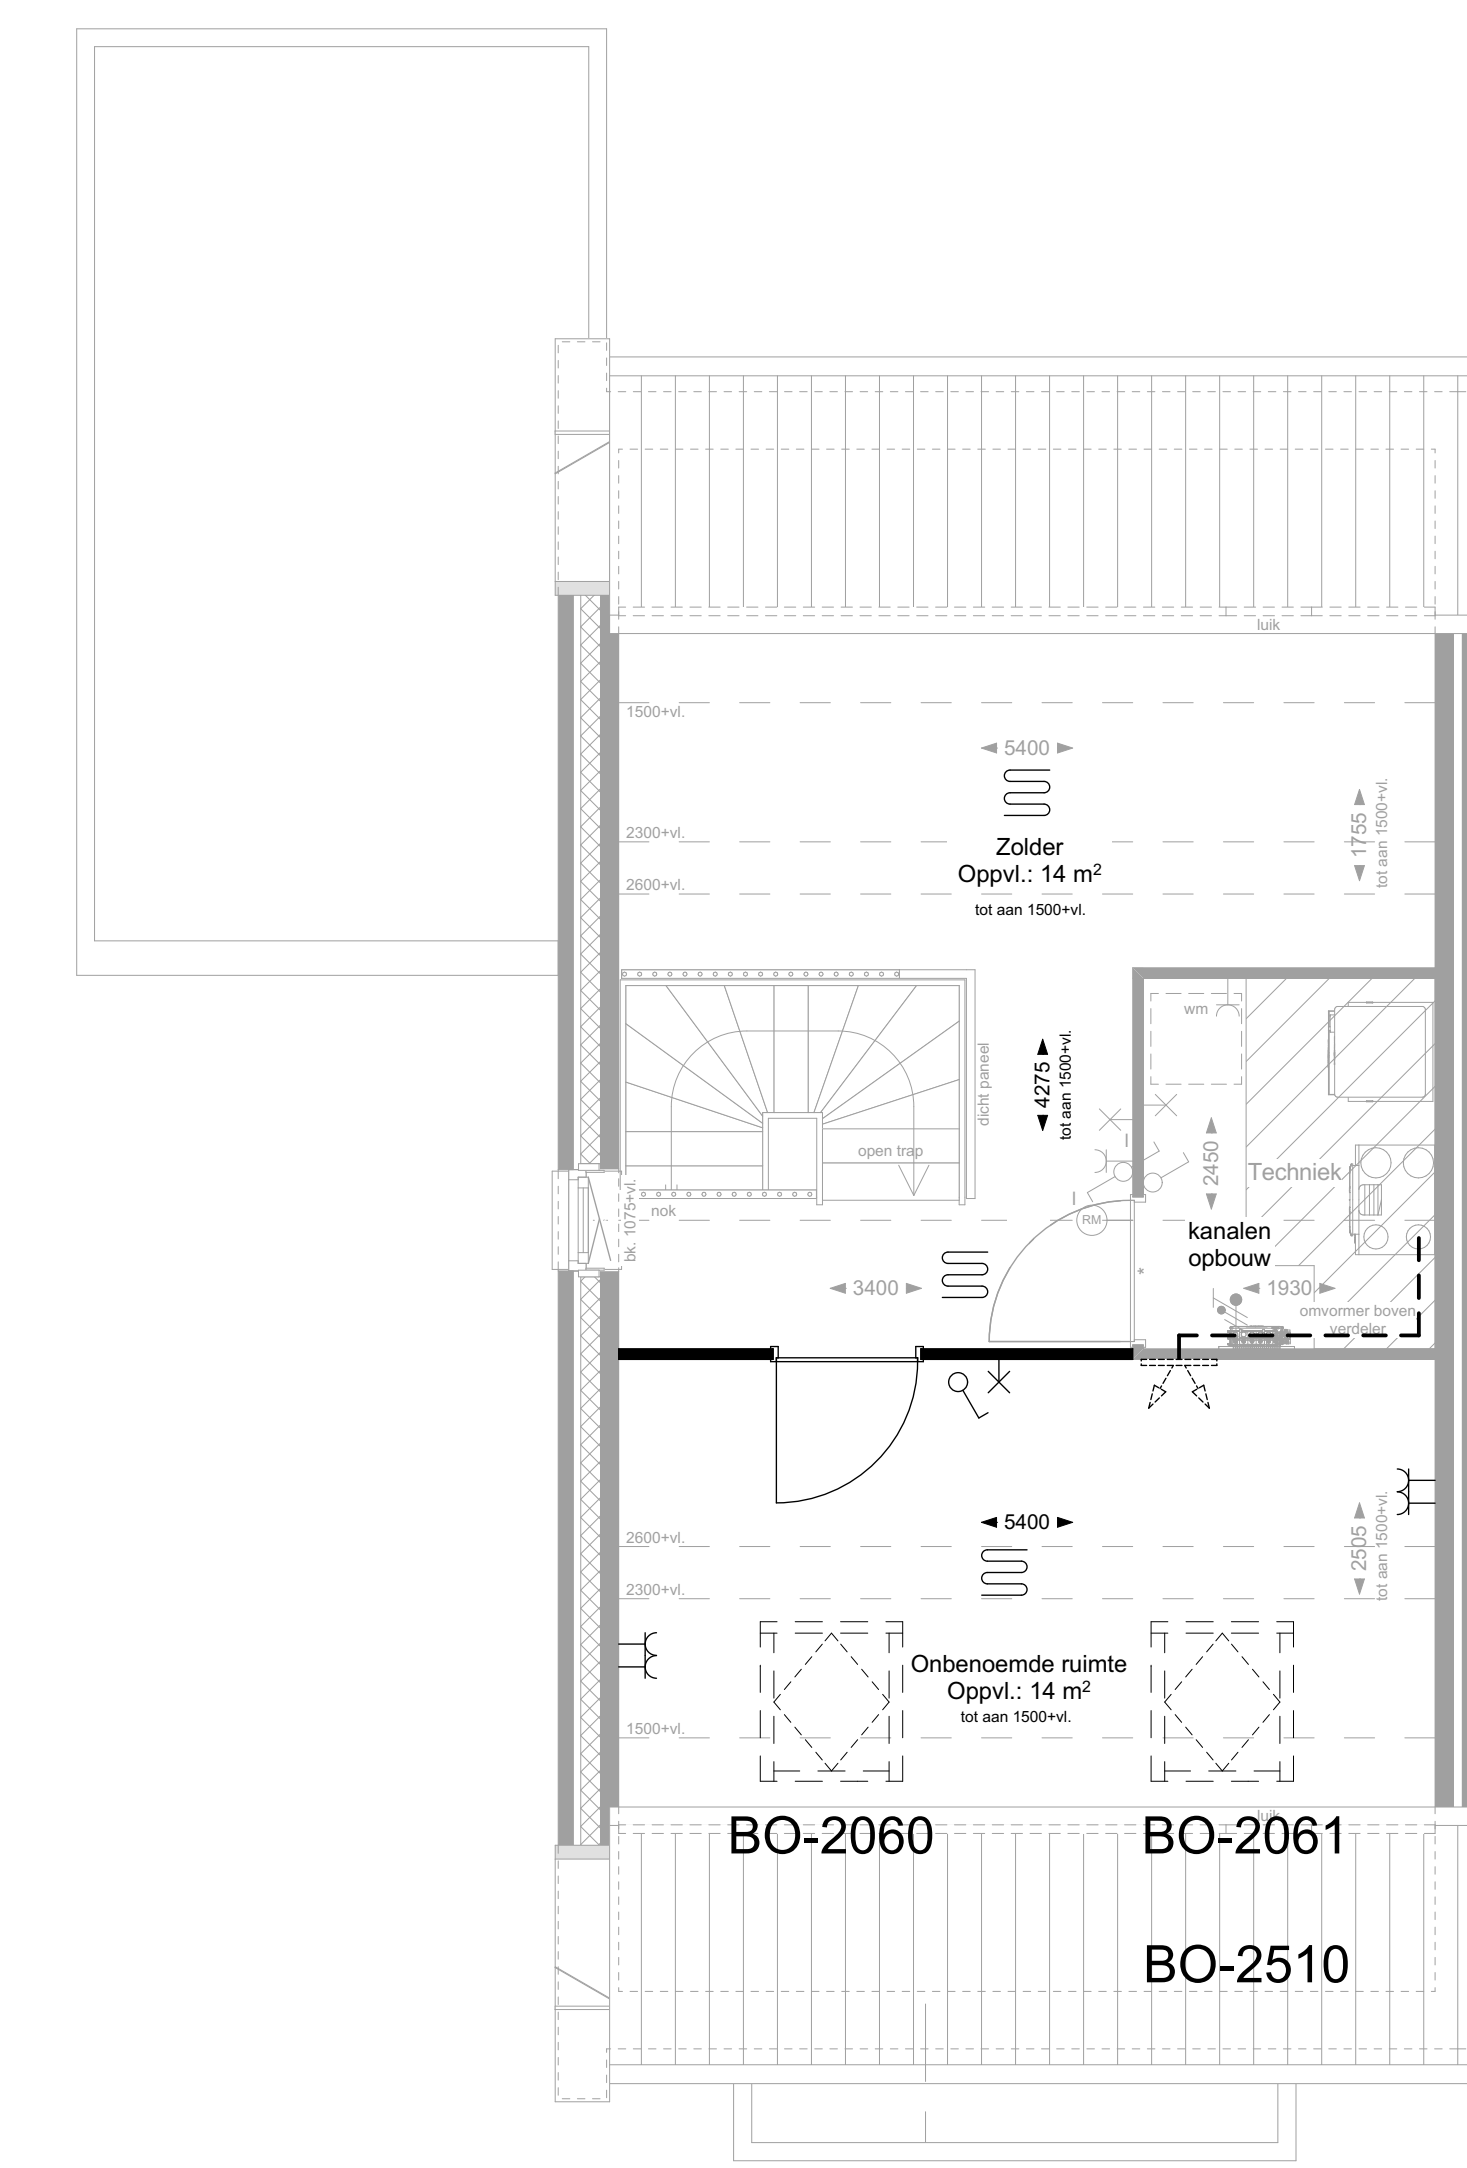 luik
1500+vl.
5400
2300+vl.
Zolder
Oppvl.: 14 m²
tot aan 1500+vl.
2600+vl.
1755
tot aan 1500+vl.
wm
dicht paneel
4275
tot aan 1500+vl.
open trap
2450
Techniek
bk. 1075+vl.
nok
RM
kanalen
opbouw
*
3400
1930
omvormer boven
verdeler
5400
2505
tot aan 1500+vl.
2600+vl.
2300+vl.
Onbenoemde ruimte
Oppvl.: 14 m²
tot aan 1500+vl.
1500+vl.
luik
BO-2060
BO-2061
BO-2510